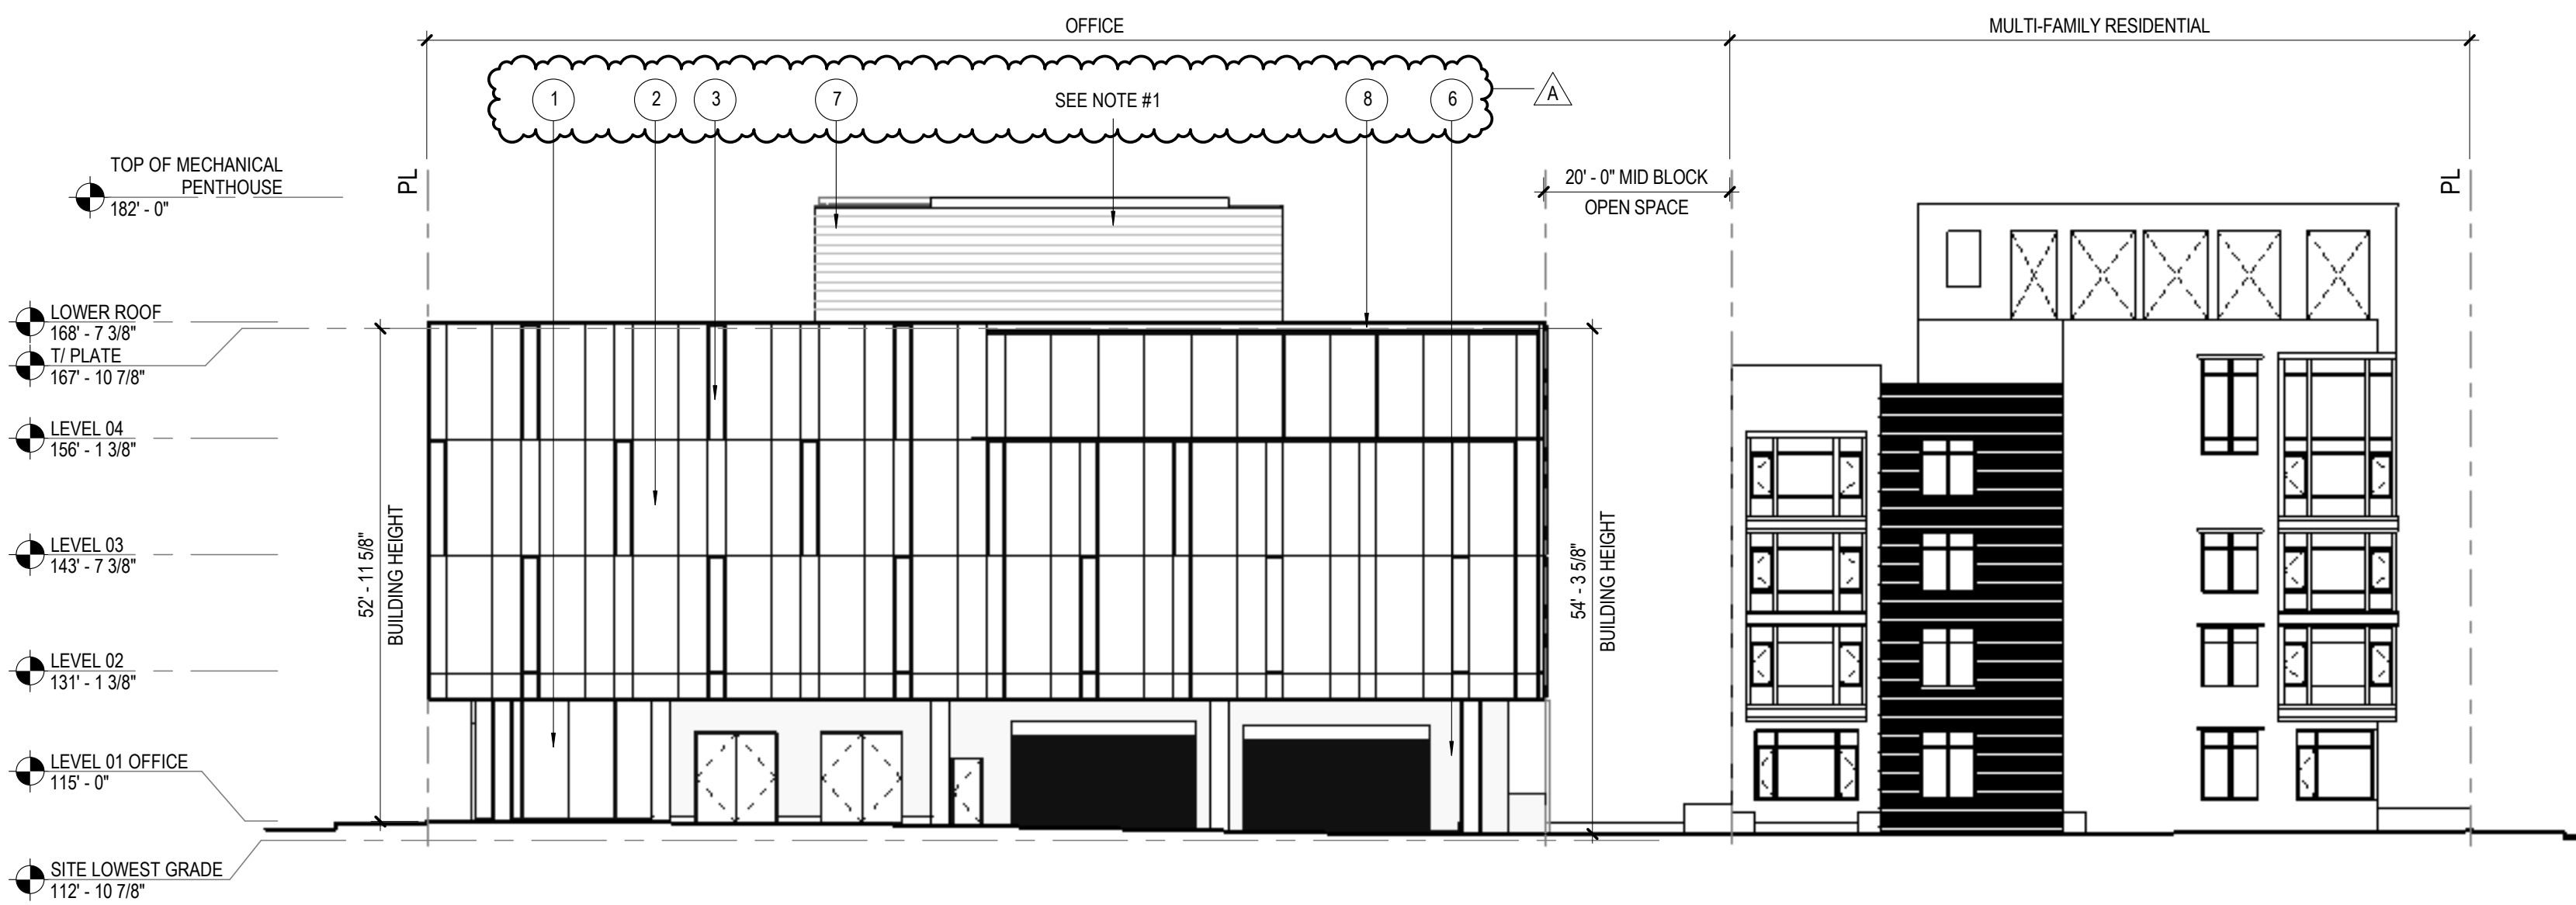 OFFICE
MULTI-FAMILY RESIDENTIAL
1
2
3
7
SEE NOTE #1
8
6
A
TOP OF MECHANICAL
PENTHOUSE
182' - 0"
PL
20' - 0" MID BLOCK
OPEN SPACE
PL
LOWER ROOF
168' - 7 3/8"
T/ PLATE
167' - 10 7/8"
LEVEL 04
156' - 1 3/8"
LEVEL 03
143' - 7 3/8"
52' - 11 5/8"
BUILDING HEIGHT
54' - 3 5/8"
BUILDING HEIGHT
LEVEL 02
131' - 1 3/8"
LEVEL 01 OFFICE
115' - 0"
SITE LOWEST GRADE
112' - 10 7/8"